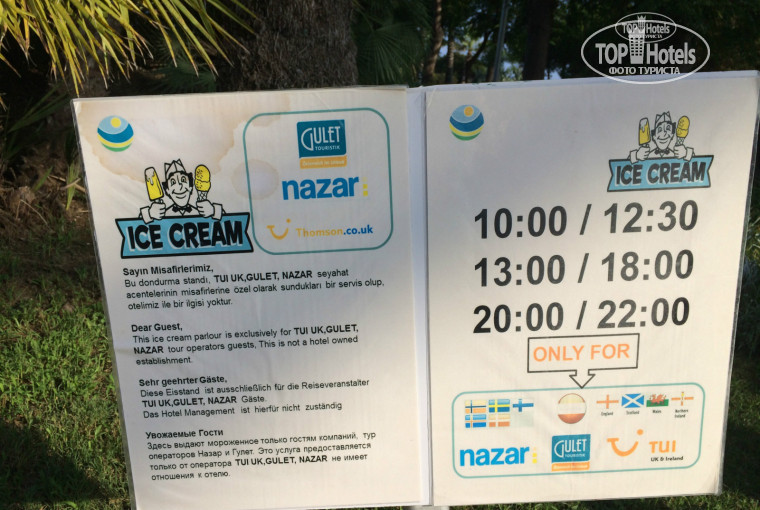 TOP Hotels
ТУРИСТА
ФОТО ТУРИСТА
ICE CREAM
GULET
TOURISTIK
nazar:
Thomson.co.uk
Sayın Misafirlerimiz,
Bu dondurma standı, TUI UK,GULET, NAZAR seyahat
acentelerinin misafirlerine özel olarak sundukları bir servis olup,
otelimiz ile bir ilgisi yoktur.
Dear Guest,
This ice cream parlour is exclusively for TUI UK,GULET,
NAZAR tour operators guests, This is not a hotel owned
establishment.
Sehr geehrter Gäste,
Diese Eisstand ist ausschließlich für die Reiseveranstalter
TUI UK,GULET, NAZAR Gäste.
Das Hotel Management ist hierfür nicht zuständig
Увожаемые Гости
Здесь выдают мороженное только гостям компаний, тур
операторов Назар и Гулет. Это услуга предоставляется
только от оператора TUI UK,GULET, NAZAR не имеет
отношения к отелю.
ICE CREAM
10:00 / 12:30
13:00 / 18:00
20:00 / 22:00
ONLY FOR
England
Scotland
Wales
Northern
Ireland
nazar:
GULET
TOURISTIK
TUI
UK & Ireland